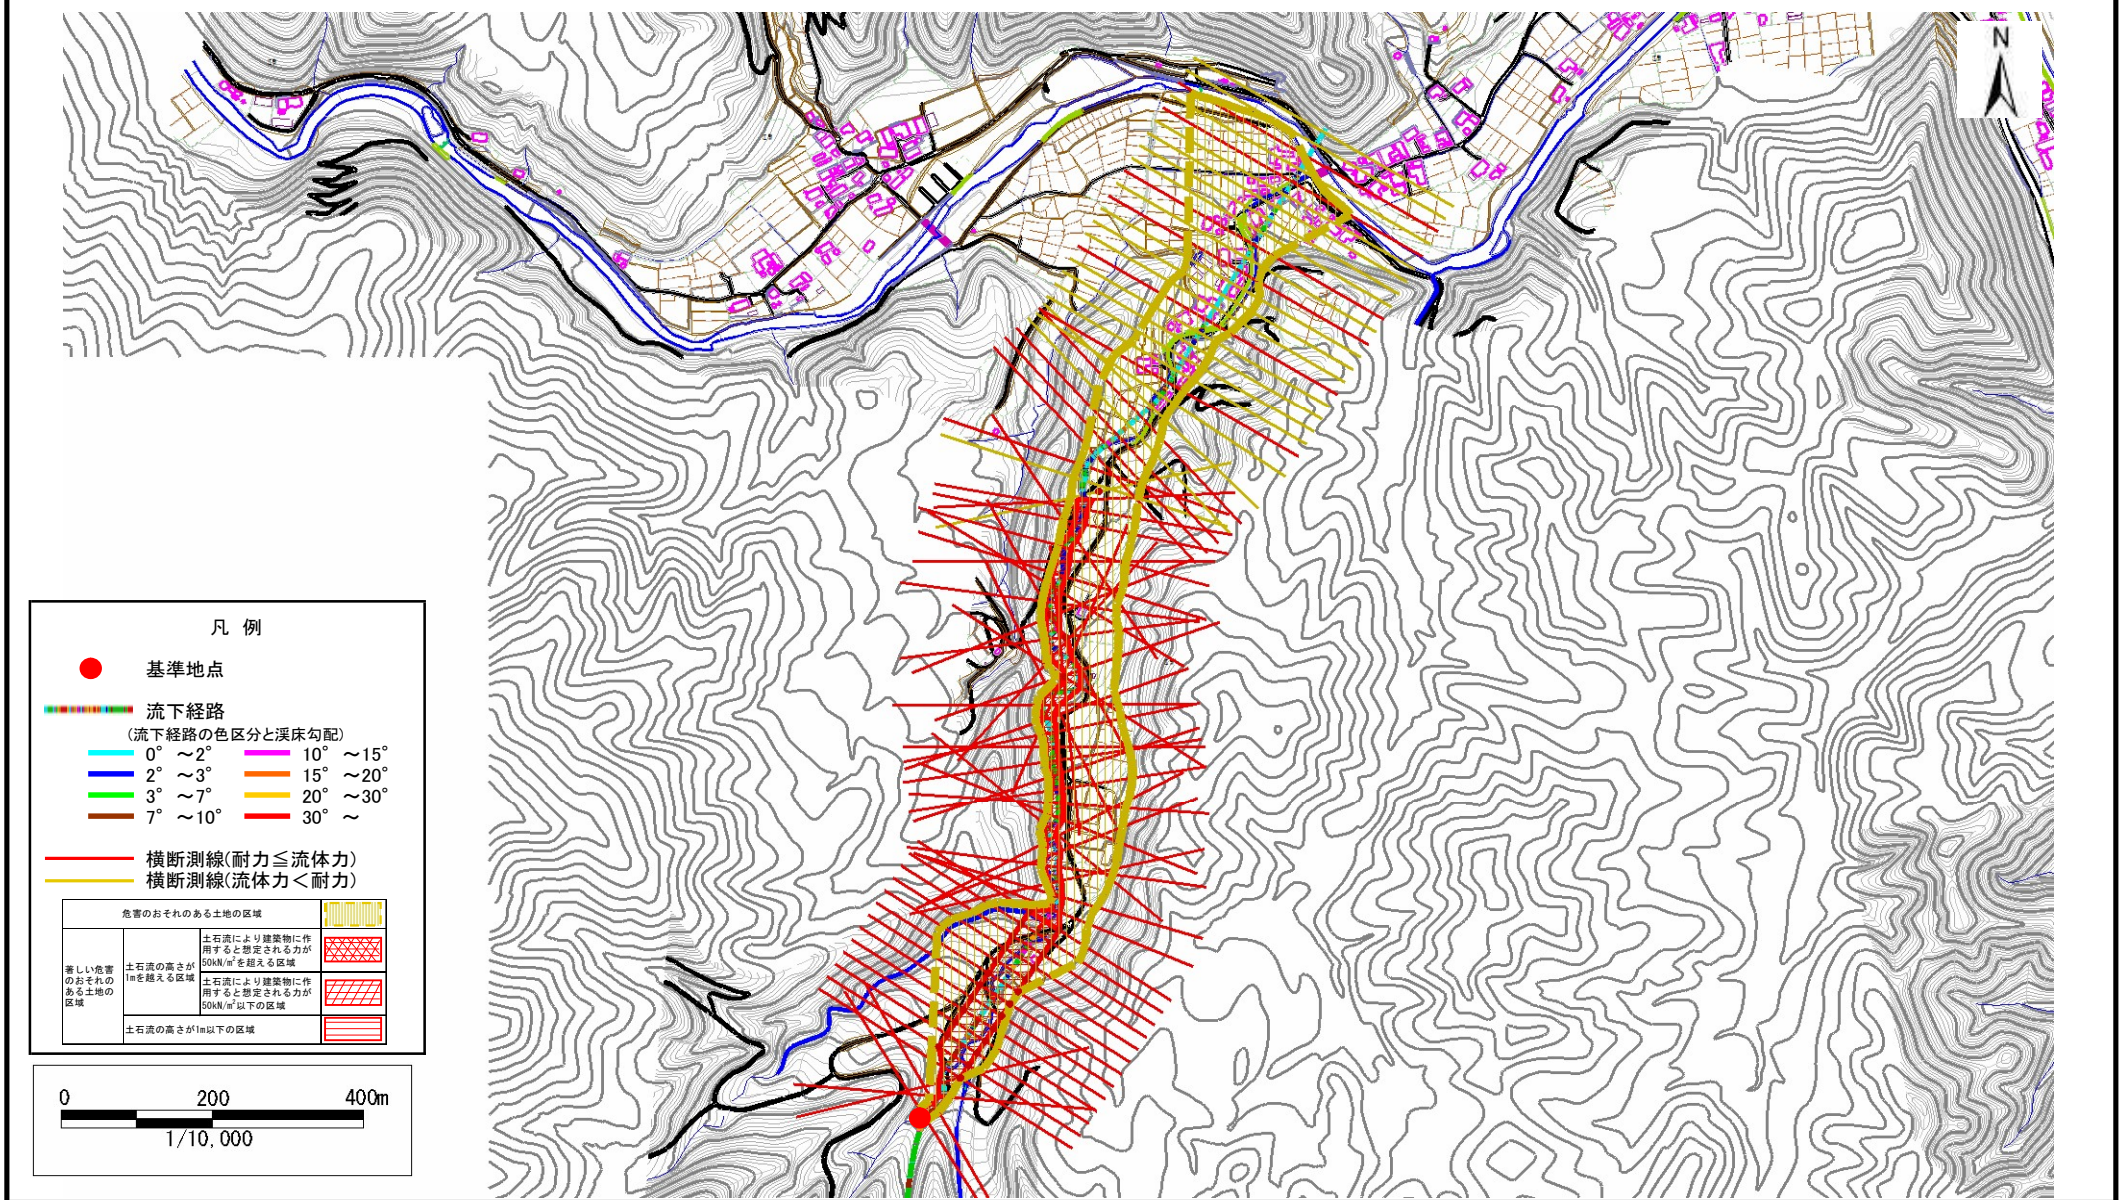 N
凡 例
基準地点
流下経路
(流下経路の色区分と渓床勾配)
0° ～2°
10° ～15°
2° ～3°
15° ～20°
3° ～7°
20° ～30°
7° ～10°
30° ～
横断測線(耐力≦流体力)
横断測線(流体力＜耐力)
危害のおそれのある土地の区域
著しい危害
のおそれの
ある土地の
区域
土石流の高さが
1mを越える区域
土石流により建築物に作
用すると想定される力が
50kN/m²を超える区域
土石流により建築物に作
用すると想定される力が
50kN/m²以下の区域
土石流の高さが1m以下の区域
0 200 400m
1/10,000